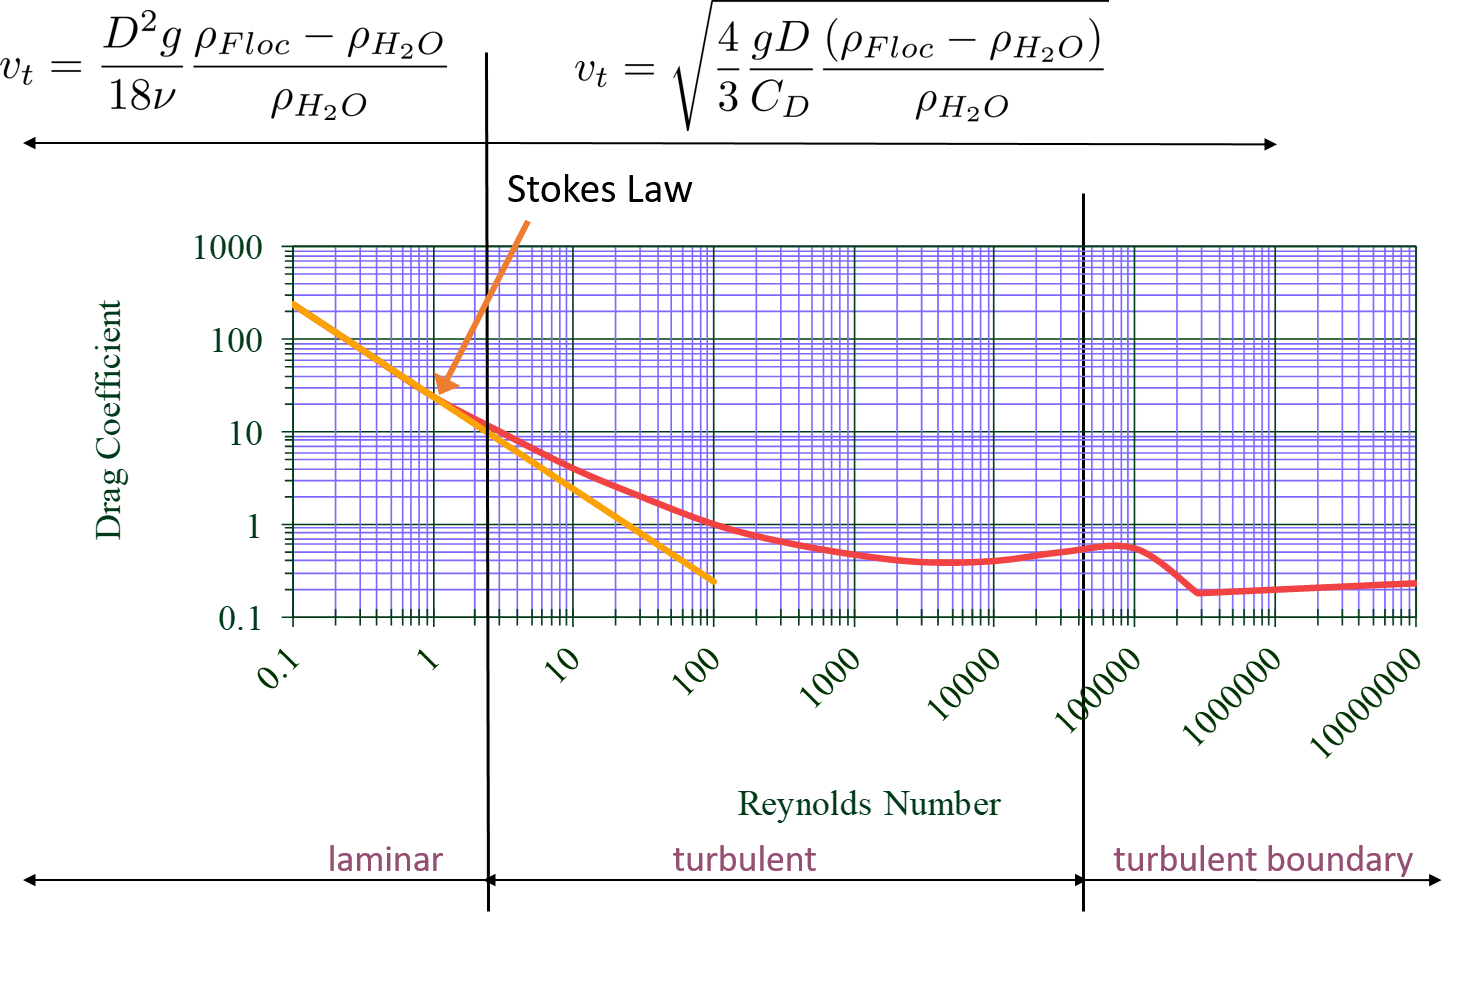 v_t = \frac{D^2 g}{18\nu} \frac{\rho_{Floc} - \rho_{H_2O}}{\rho_{H_2O}}
v_t = \sqrt{\frac{4}{3} \frac{gD}{C_D} \frac{(\rho_{Floc} - \rho_{H_2O})}{\rho_{H_2O}}}
Stokes Law
Drag Coefficient
1000
100
10
1
0.1
0.1
1
10
100
1000
10000
100000
1000000
10000000
Reynolds Number
laminar
turbulent
turbulent boundary